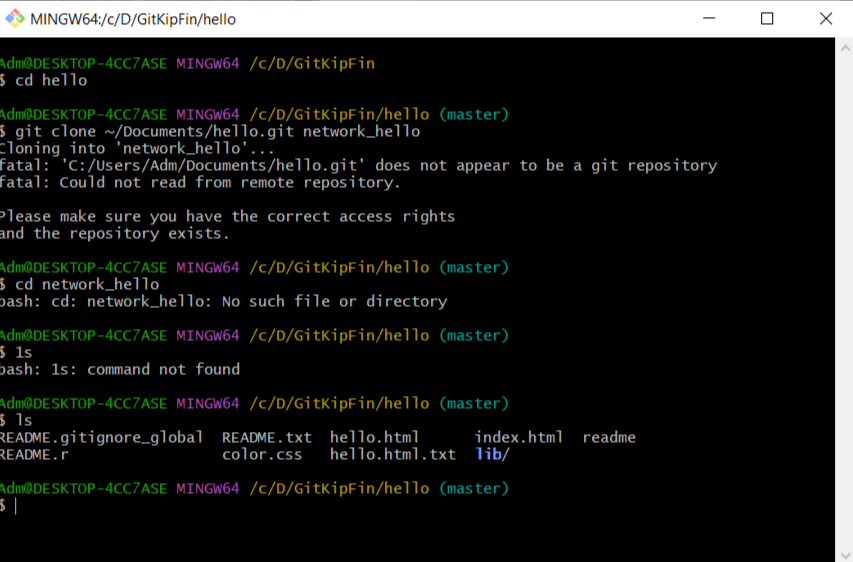 MINGW64:/c/D/GitKipFin/hello
Adm@DESKTOP-4CC7ASE MINGW64 /c/D/GitKipFin
$ cd hello
Adm@DESKTOP-4CC7ASE MINGW64 /c/D/GitKipFin/hello (master)
$ git clone ~/Documents/hello.git network_hello
Cloning into 'network_hello'...
fatal: 'C:/Users/Adm/Documents/hello.git' does not appear to be a git repository
fatal: Could not read from remote repository.
Please make sure you have the correct access rights
and the repository exists.
Adm@DESKTOP-4CC7ASE MINGW64 /c/D/GitKipFin/hello (master)
$ cd network_hello
bash: cd: network_hello: No such file or directory
Adm@DESKTOP-4CC7ASE MINGW64 /c/D/GitKipFin/hello (master)
$ 1s
bash: 1s: command not found
Adm@DESKTOP-4CC7ASE MINGW64 /c/D/GitKipFin/hello (master)
$ ls
README.gitignore_global README.txt hello.html index.html readme
README.r color.css hello.html.txt lib/
Adm@DESKTOP-4CC7ASE MINGW64 /c/D/GitKipFin/hello (master)
$